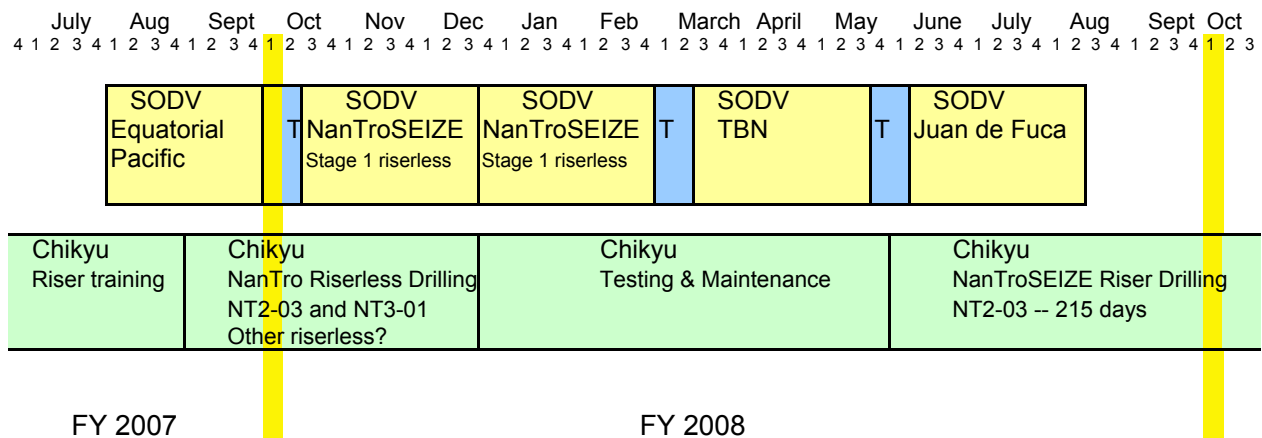 July Aug Sept Oct Nov Dec Jan Feb March April May June July Aug Sept Oct
4 1 2 3 4 1 2 3 4 1 2 3 4 1 2 3 4 1 2 3 4 1 2 3 4 1 2 3 4 1 2 3 4 1 2 3 4 1 2 3 4 1 2 3 4 1 2 3 4 1 2 3 4 1 2 3 4 1 2 3 4 1 2 3
SODV
Equatorial
Pacific
T
SODV
NanTroSEIZE
Stage 1 riserless
SODV
NanTroSEIZE
Stage 1 riserless
T
SODV
TBN
T
SODV
Juan de Fuca
Chikyu
Riser training
Chikyu
NanTro Riserless Drilling
NT2-03 and NT3-01
Other riserless?
Chikyu
Testing & Maintenance
Chikyu
NanTroSEIZE Riser Drilling
NT2-03 -- 215 days
FY 2007
FY 2008